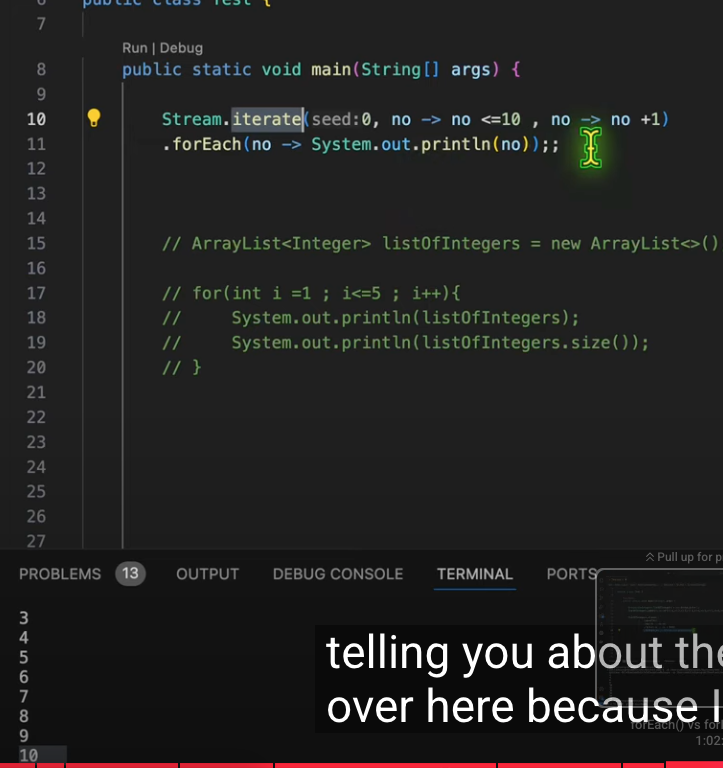 6 public class Test {
7
Run | Debug
8 public static void main(String[] args) {
9
10 Stream.iterate(seed:0, no -> no <=10 , no -> no +1)
11 .forEach(no -> System.out.println(no));;
12
13
14
15 // ArrayList<Integer> listOfIntegers = new ArrayList<>()
16
17 // for(int i =1 ; i<=5 ; i++){
18 // System.out.println(listOfIntegers);
19 // System.out.println(listOfIntegers.size());
20 // }
21
22
23
24
25
26
27
Pull up for p
PROBLEMS 13 OUTPUT DEBUG CONSOLE TERMINAL PORTS
3
4
5
6
7
8
9
10
telling you about the
over here because I
forEach() vs for
1:02: